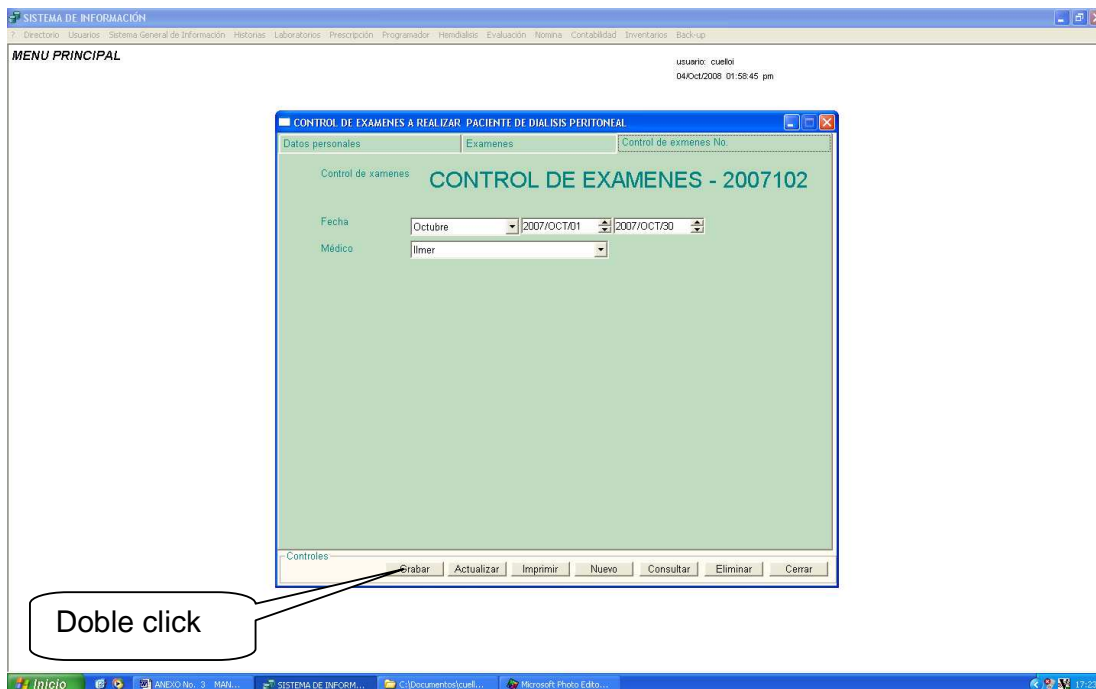 SISTEMA DE INFORMACIÓN
? Directorio Usuarios Sistema General de Información Historias Laboratorios Prescripción Programador Hemdialisis Evaluación Nomina Contabilidad Inventarios Back-up
MENU PRINCIPAL
usuario: cuelloi
04/Oct/2008 01:58:45 pm
CONTROL DE EXAMENES A REALIZAR PACIENTE DE DIALISIS PERITONEAL
Datos personales Examenes Control de exmenes No.
Control de xamenes CONTROL DE EXAMENES - 2007102
Fecha Octubre 2007/OCT/01 2007/OCT/30
Médico Ilmer
Controles
Grabar Actualizar Imprimir Nuevo Consultar Eliminar Cerrar
Doble click
Inicio ANEXO No. 3 MAN... SISTEMA DE INFORM... C:\Documentos\cuell... Microsoft Photo Edito... 17:23